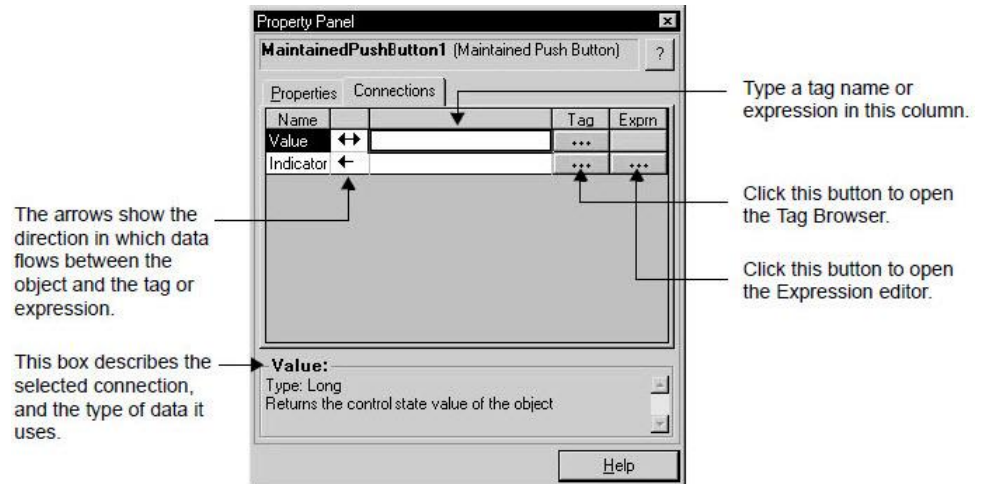 Property Panel
MaintainedPushButton1 (Maintained Push Button)
?
Properties Connections
Name Tag Exprn
Value ...
Indicator ... ...
Value:
Type: Long
Returns the control state value of the object
Help
The arrows show the
direction in which data
flows between the
object and the tag or
expression.
This box describes the
selected connection,
and the type of data it
uses.
Type a tag name or
expression in this column.
Click this button to open
the Tag Browser.
Click this button to open
the Expression editor.